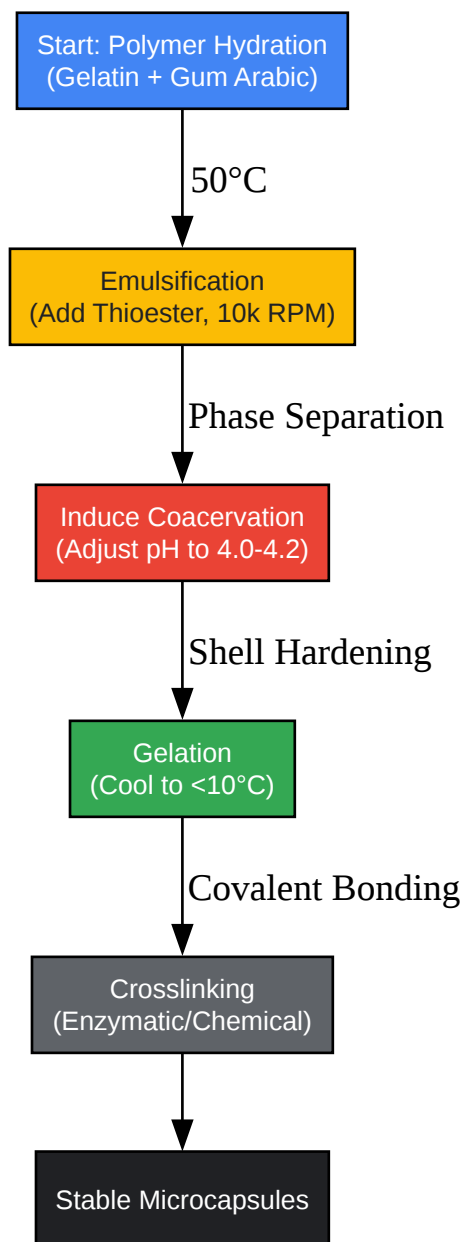 Start: Polymer Hydration
(Gelatin + Gum Arabic)
50°C
Emulsification
(Add Thioester, 10k RPM)
Phase Separation
Induce Coacervation
(Adjust pH to 4.0-4.2)
Shell Hardening
Gelation
(Cool to <10°C)
Covalent Bonding
Crosslinking
(Enzymatic/Chemical)
Stable Microcapsules